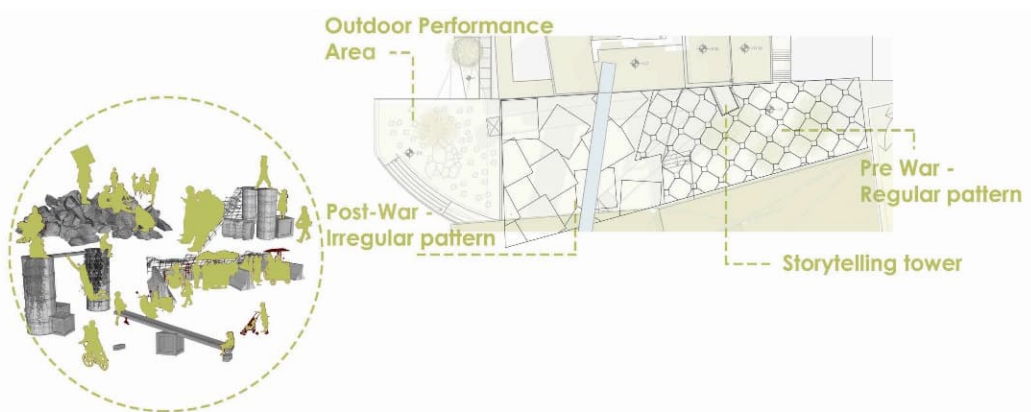 Outdoor Performance
Area
Pre War -
Regular pattern
Post-War -
Irregular pattern
Storytelling tower